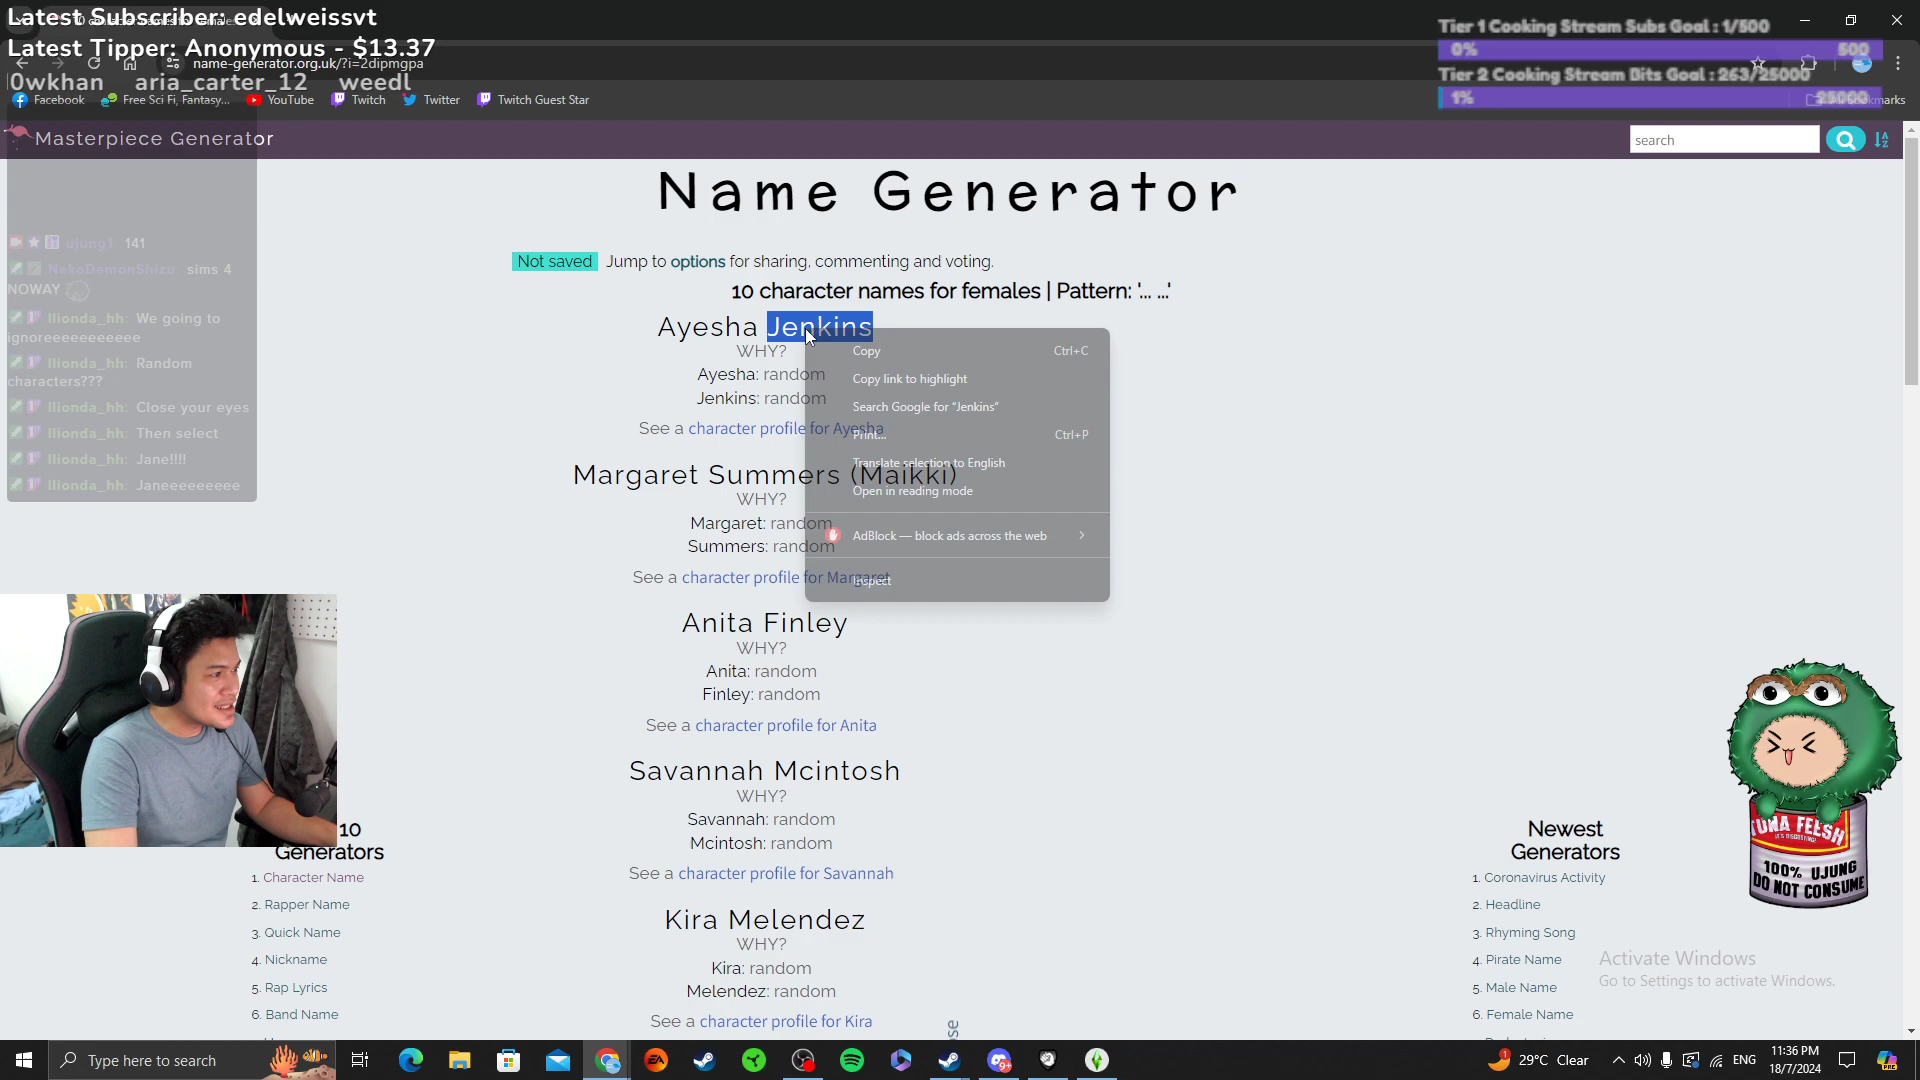 Latest Subscriber: edelweissvt
Latest Tipper: Anonymous - $13.37
name-generator.org.uk/?i=2dipmgpa
0wkhan aria_carter_12 weedl
Tier 1 Cooking Stream Subs Goal : 1/500
0% 500
Tier 2 Cooking Stream Bits Goal : 263/25000
1% 25000
Facebook Free Sci Fi, Fantasy... YouTube Twitch Twitter Twitch Guest Star
Masterpiece Generator
search
Name Generator
ujung1: 141
NekoDemonShizu: sims 4
NOWAY
llionda_hh: We going to
ignoreeeeeeeeeee
llionda_hh: Random
characters???
llionda_hh: Close your eyes
llionda_hh: Then select
llionda_hh: Jane!!!!
llionda_hh: Janeeeeeeeee
Not saved Jump to options for sharing, commenting and voting.
10 character names for females | Pattern: '... ...'
Ayesha Jenkins
WHY?
Ayesha: random
Jenkins: random
See a character profile for Ayesha
Copy Ctrl+C
Copy link to highlight
Search Google for "Jenkins"
Print... Ctrl+P
Translate selection to English
Open in reading mode
AdBlock — block ads across the web
Inspect
Margaret Summers (Maikki)
WHY?
Margaret: random
Summers: random
See a character profile for Margaret
Anita Finley
WHY?
Anita: random
Finley: random
See a character profile for Anita
Savannah Mcintosh
WHY?
Savannah: random
Mcintosh: random
See a character profile for Savannah
Kira Melendez
WHY?
Kira: random
Melendez: random
See a character profile for Kira
10
Generators
1. Character Name
2. Rapper Name
3. Quick Name
4. Nickname
5. Rap Lyrics
6. Band Name
Newest
Generators
1. Coronavirus Activity
2. Headline
3. Rhyming Song
4. Pirate Name
5. Male Name
6. Female Name
TUNA FEESH
100% UJUNG
DO NOT CONSUME
Activate Windows
Go to Settings to activate Windows.
Type here to search
29°C Clear
ENG
11:36 PM
18/7/2024